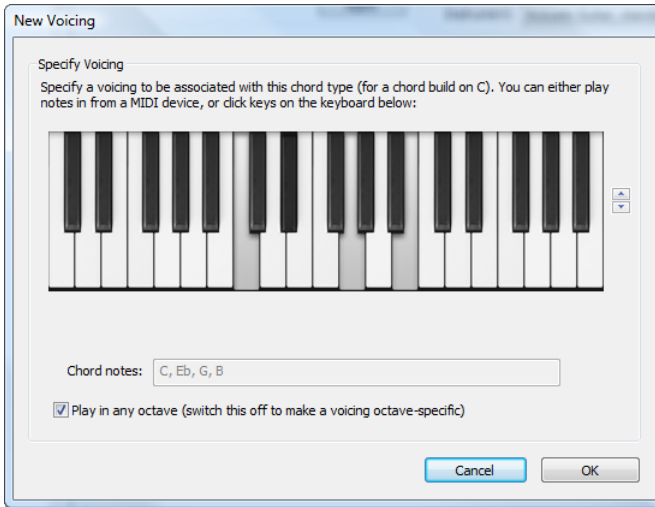 New Voicing
Specify Voicing
Specify a voicing to be associated with this chord type (for a chord build on C). You can either play
notes in from a MIDI device, or click keys on the keyboard below:
Chord notes: C, Eb, G, B
Play in any octave (switch this off to make a voicing octave-specific)
Cancel OK